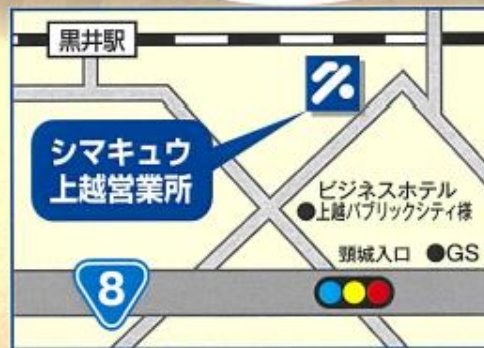 黒井駅
シマキュウ
上越営業所
ビジネスホテル
●上越パブリックシティ様
頸城入口 ●GS
8